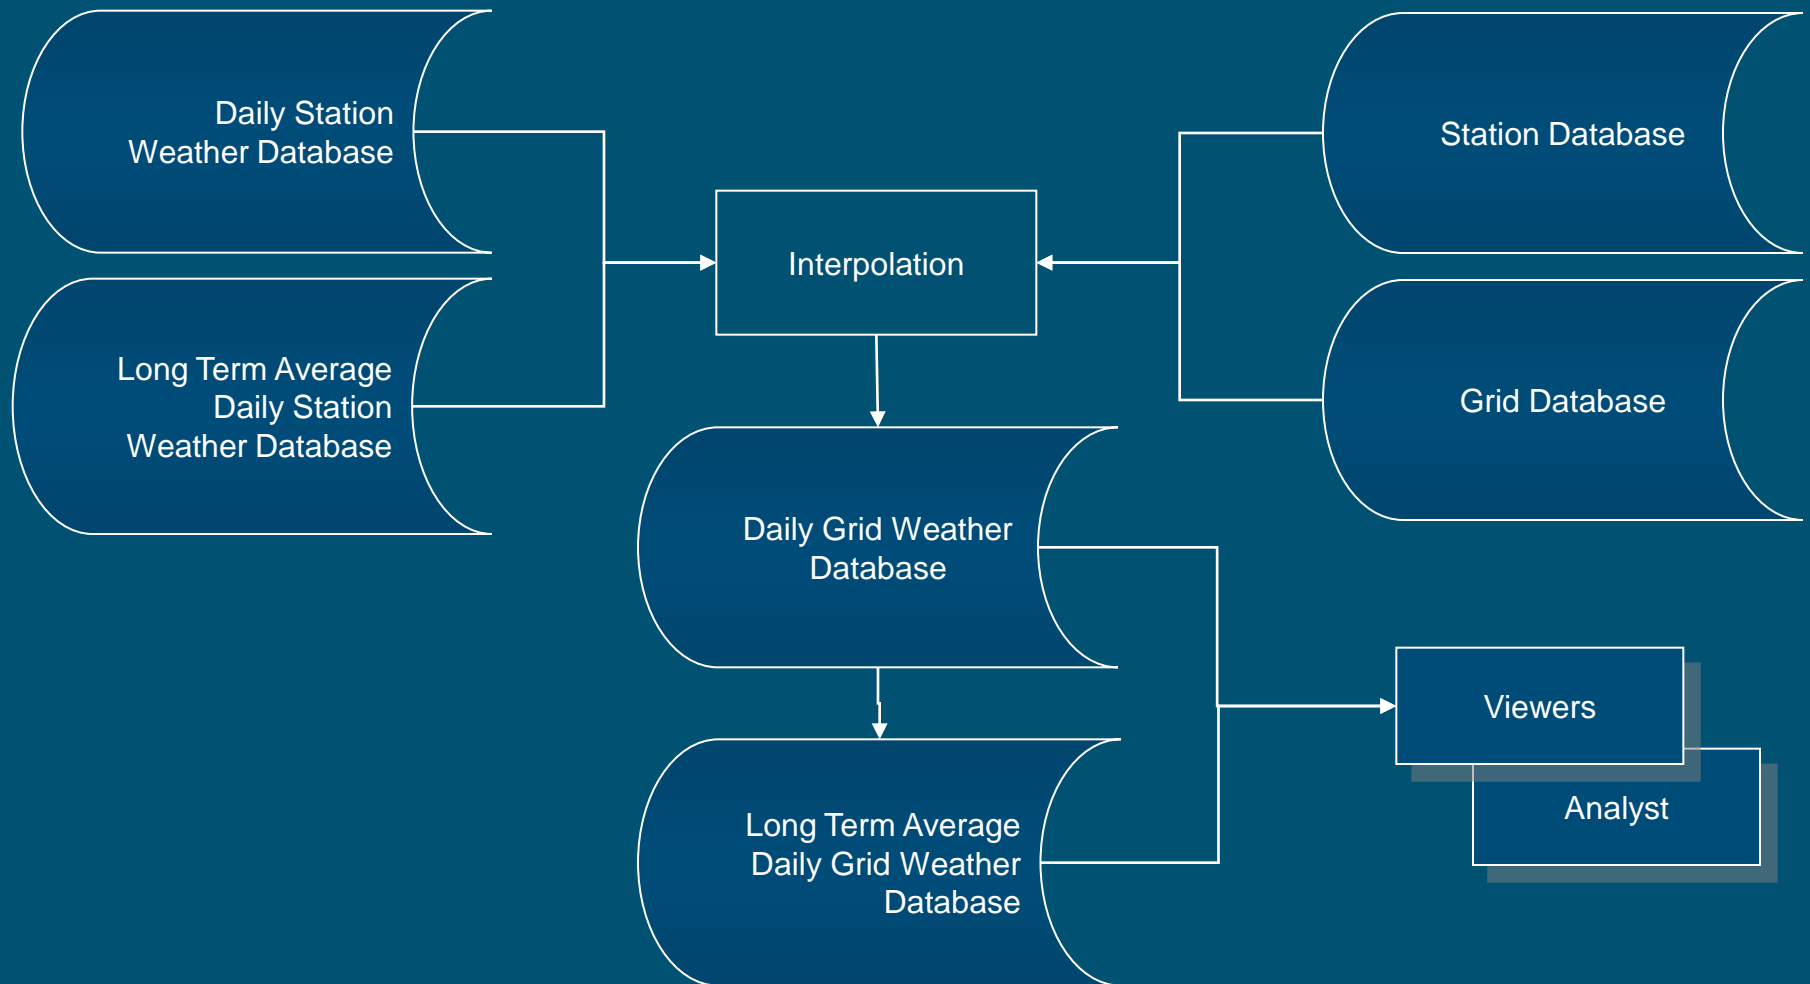 Daily Station
Weather Database
Station Database
Interpolation
Long Term Average
Daily Station
Weather Database
Grid Database
Daily Grid Weather
Database
Viewers
Analyst
Long Term Average
Daily Grid Weather
Database